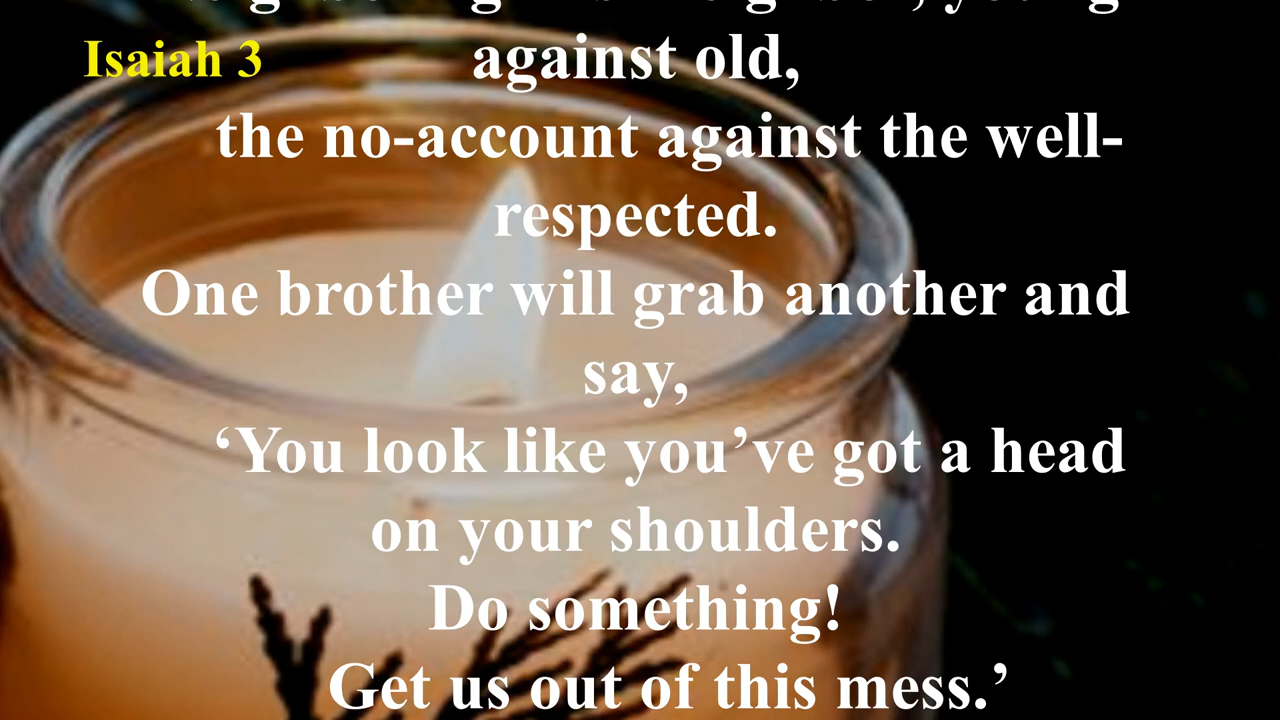 Isaiah 3
against old,
the no-account against the well-
respected.
One brother will grab another and
say,
‘You look like you’ve got a head
on your shoulders.
Do something!
Get us out of this mess.’